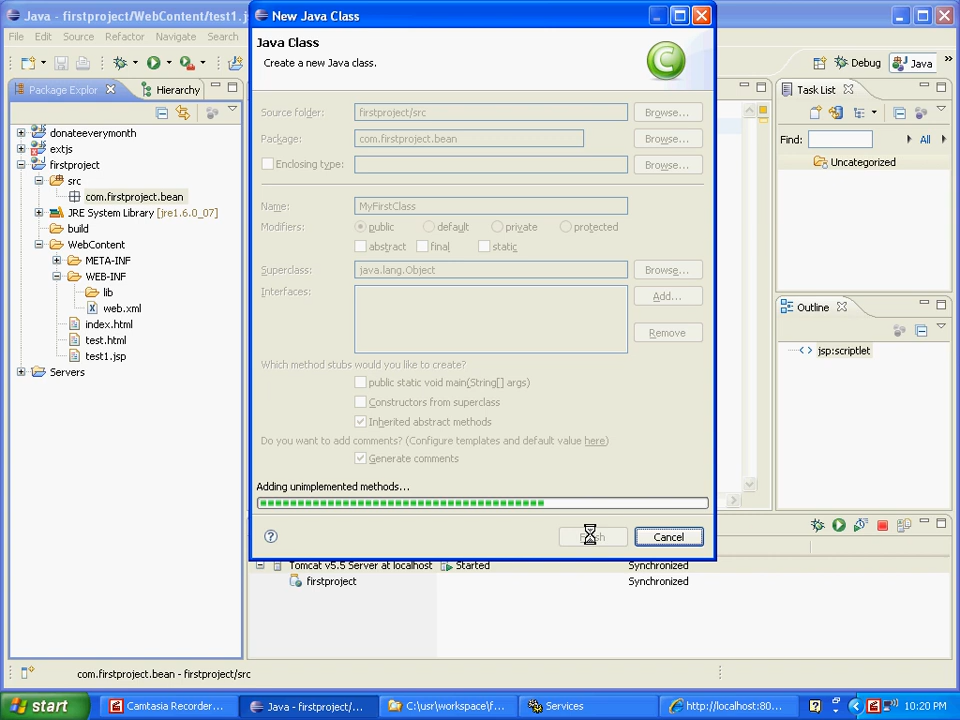 Java - firstproject/WebContent/test1.j
New Java Class
File Edit Source Refactor Navigate Search
Java Class
Create a new Java class.
Debug
Java
Package Explor
Hierarchy
Task List
donateeverymonth
extjs
firstproject
src
com.firstproject.bean
JRE System Library [jre1.6.0_07]
build
WebContent
META-INF
WEB-INF
lib
web.xml
index.html
test.html
test1.jsp
Servers
Source folder: firstproject/src Browse...
Package: com.firstproject.bean Browse...
Enclosing type: Browse...
Name: MyFirstClass
Modifiers: public default private protected
abstract final static
Superclass: java.lang.Object Browse...
Interfaces: Add...
Remove
Which method stubs would you like to create?
public static void main(String[] args)
Constructors from superclass
Inherited abstract methods
Do you want to add comments? (Configure templates and default value here)
Generate comments
Adding unimplemented methods...
Cancel
Find: All
Uncategorized
Outline
jsp:scriptlet
Tomcat v5.5 Server at localhost Started Synchronized
firstproject Synchronized
com.firstproject.bean - firstproject/src
start
Camtasia Recorder...
Java - firstproject/...
C:\usr\workspace\f...
Services
http://localhost:80...
10:20 PM